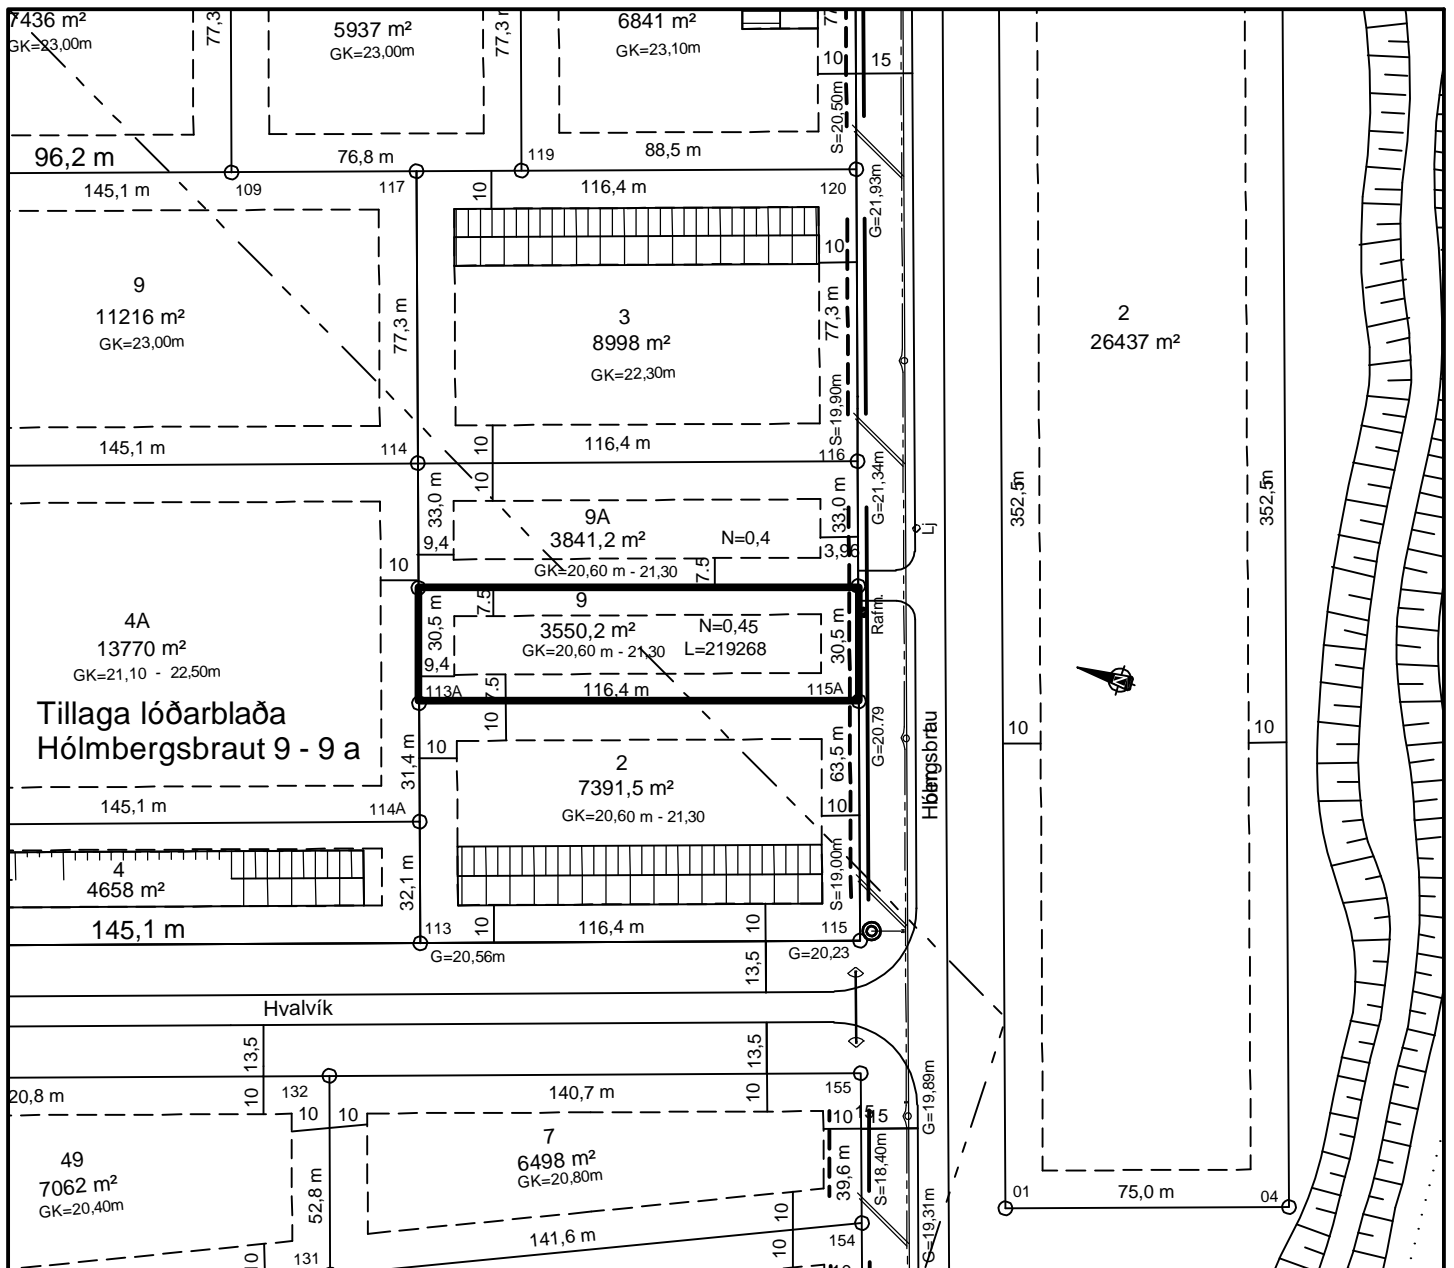 7436 m²
GK=23,00m
77,3
5937 m²
GK=23,00m
77,3 m
6841 m²
GK=23,10m
77
10
15
S=20,50m
96,2 m
76,8 m
119
88,5 m
145,1 m
109
117
10
116,4 m
120
G=21,93m
9
11216 m²
GK=23,00m
77,3 m
3
8998 m²
GK=22,30m
10
77,3 m
S=19,90m
2
26437 m²
145,1 m
114
10
116,4 m
116
G=21,34m
33,0 m
10
9A
3841,2 m²
N=0,4
33,0 m
9,4
3,96
Lj
352,5m
352,5m
10
GK=20,60 m - 21,30
7.5
4A
13770 m²
GK=21,10 - 22,50m
30,5 m
7.5
9
3550,2 m²
N=0,45
L=219268
GK=20,60 m - 21,30
30,5 m
Rafm.
9,4
113A
7.5
116,4 m
115A
Tillaga lóðarblaða
Hólmbergsbraut 9 - 9 a
10
10
31,4 m
2
7391,5 m²
GK=20,60 m - 21,30
63,5 m
G=20.79
10
10
10
145,1 m
114A
4
4658 m²
32,1 m
S=19,00m
145,1 m
113
10
116,4 m
10
115
G=20,56m
G=20,23
13,5
Hvalvík
13,5
13,5
20,8 m
10
132
140,7 m
10
155
G=19,89m
10
10
10
15
15
49
7062 m²
GK=20,40m
52,8 m
7
6498 m²
GK=20,80m
39,6 m
S=18,40m
01
75,0 m
04
10
131
141,6 m
10
154
G=19,31m
10